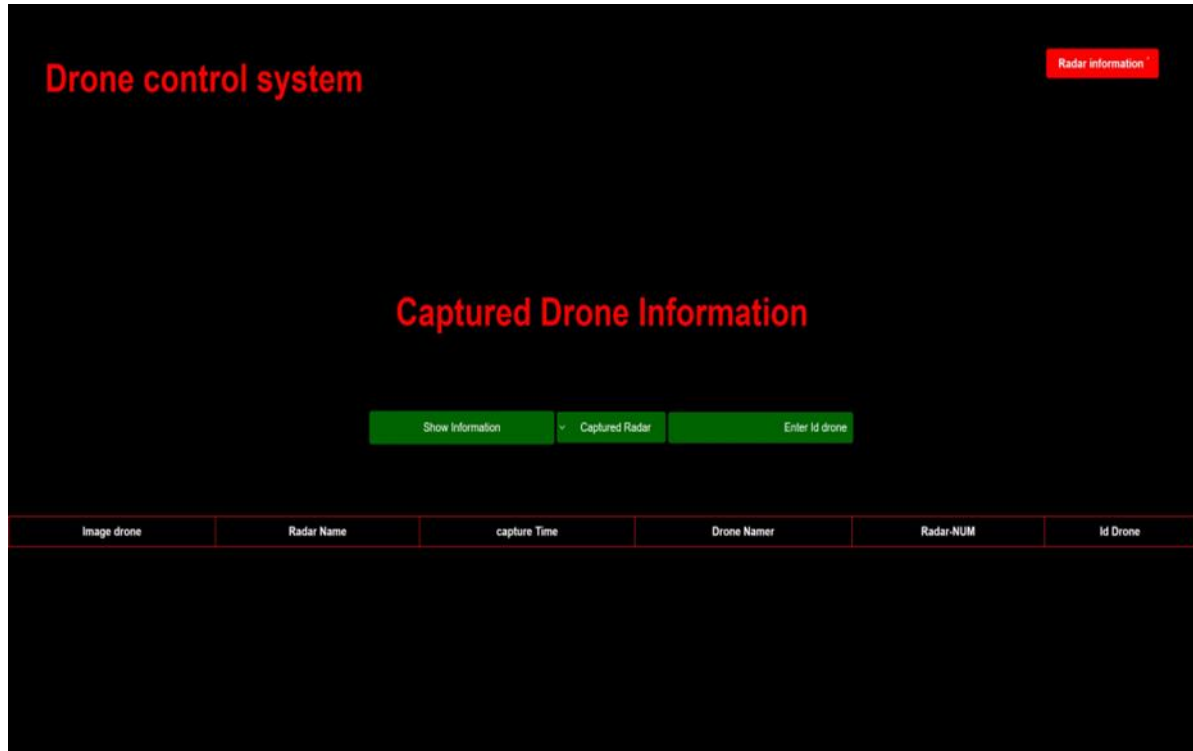 Drone control system
Radar information
Captured Drone Information
Show Information Captured Radar Enter Id drone
Image drone Radar Name capture Time Drone Namer Radar-NUM Id Drone